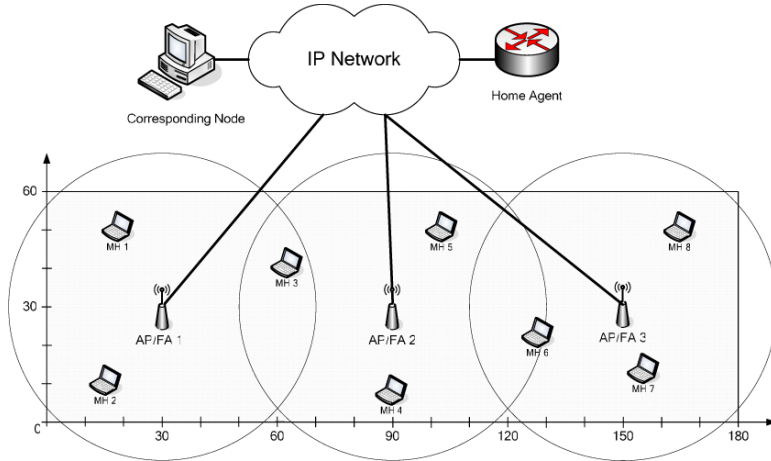 IP Network
Corresponding Node
Home Agent
60
MH 1
MH 5
MH 8
MH 3
30
AP/FA 1
AP/FA 2
AP/FA 3
MH 6
MH 2
MH 7
MH 4
0
30
60
90
120
150
180